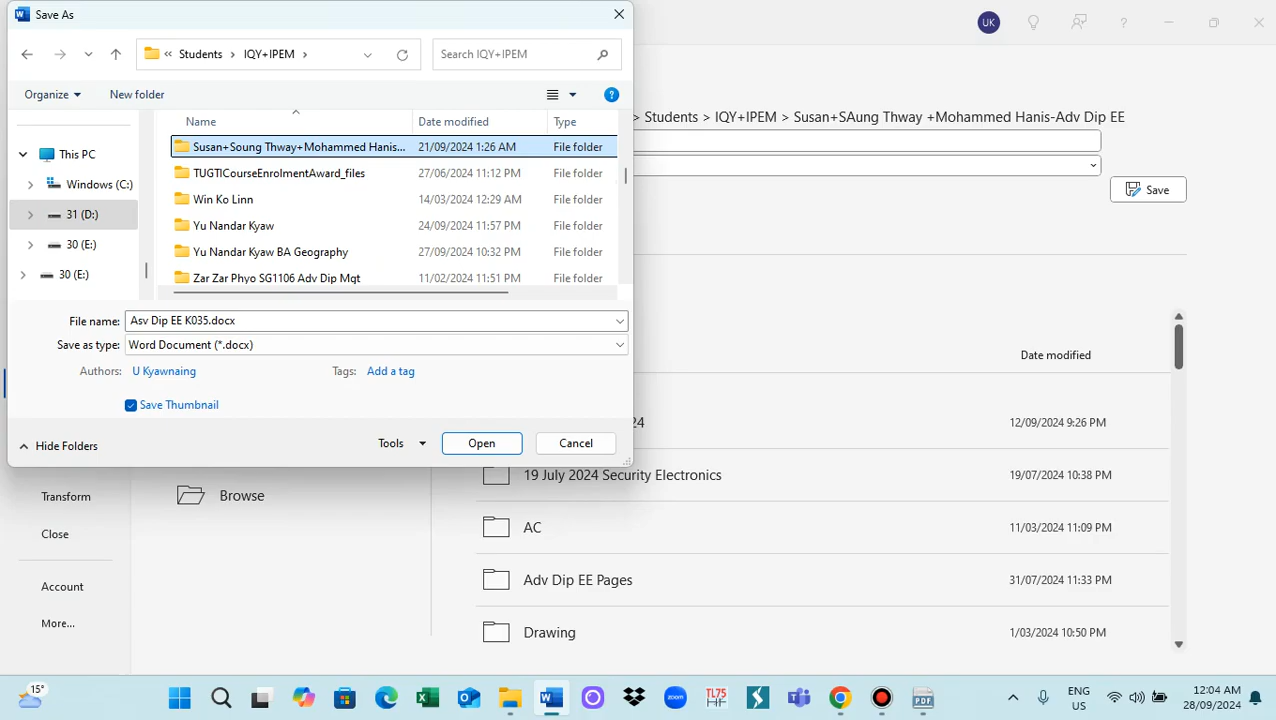 Save As
UK
?
Students > IQY+IPEM >
Search IQY+IPEM
Organize
New folder
?
Name
Date modified
Type
Susan+Soung Thway+Mohammed Hanis...
21/09/2024 1:26 AM
File folder
TUGTICourseEnrolmentAward_files
27/06/2024 11:12 PM
File folder
Win Ko Linn
14/03/2024 12:29 AM
File folder
Yu Nandar Kyaw
24/09/2024 11:57 PM
File folder
Yu Nandar Kyaw BA Geography
27/09/2024 10:32 PM
File folder
Zar Zar Phyo SG1106 Adv Dip Mgt
11/02/2024 11:51 PM
File folder
This PC
Windows (C:)
31 (D:)
30 (E:)
30 (E:)
> Students > IQY+IPEM > Susan+SAung Thway +Mohammed Hanis-Adv Dip EE
Save
File name:
Asv Dip EE K035.docx
Save as type:
Word Document (*.docx)
Authors:
U Kyawnaing
Tags:
Add a tag
Save Thumbnail
Hide Folders
Tools
Open
Cancel
Date modified
24
12/09/2024 9:26 PM
19 July 2024 Security Electronics
19/07/2024 10:38 PM
AC
11/03/2024 11:09 PM
Adv Dip EE Pages
31/07/2024 11:33 PM
Drawing
1/03/2024 10:50 PM
Browse
Transform
Close
Account
More...
15°
zoom
TL75
PDF
ENG
US
12:04 AM
28/09/2024